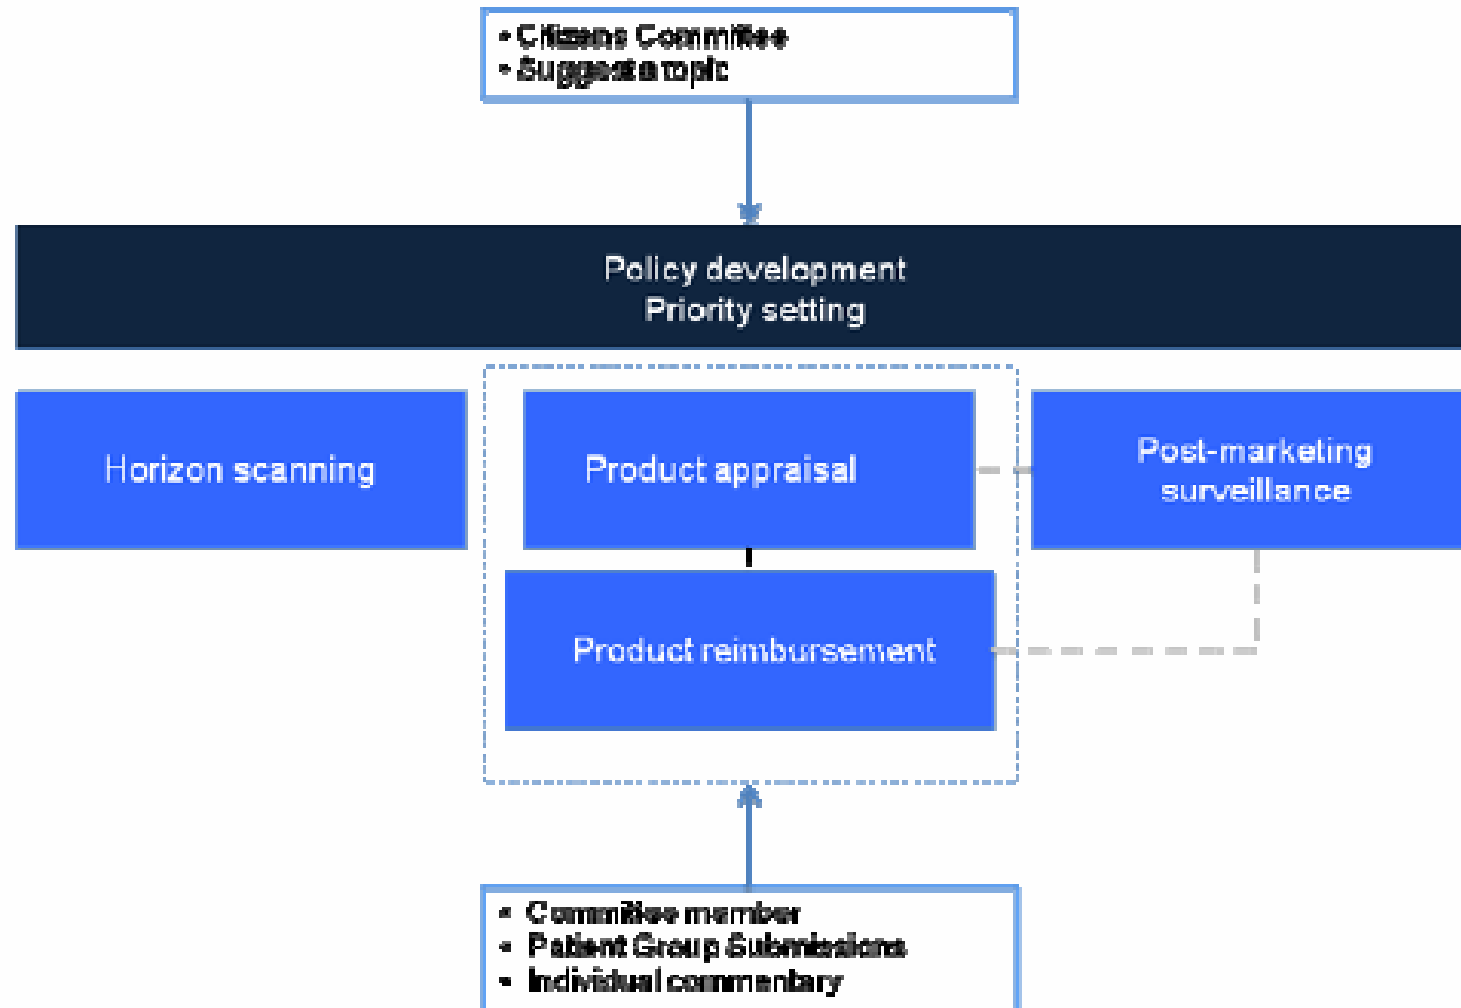 • Citizens Committee
• Suggest a topic
Policy development
Priority setting
Horizon scanning
Product appraisal
Post-marketing
surveillance
Product reimbursement
• Committee member
• Patient Group Submissions
• Individual commentary